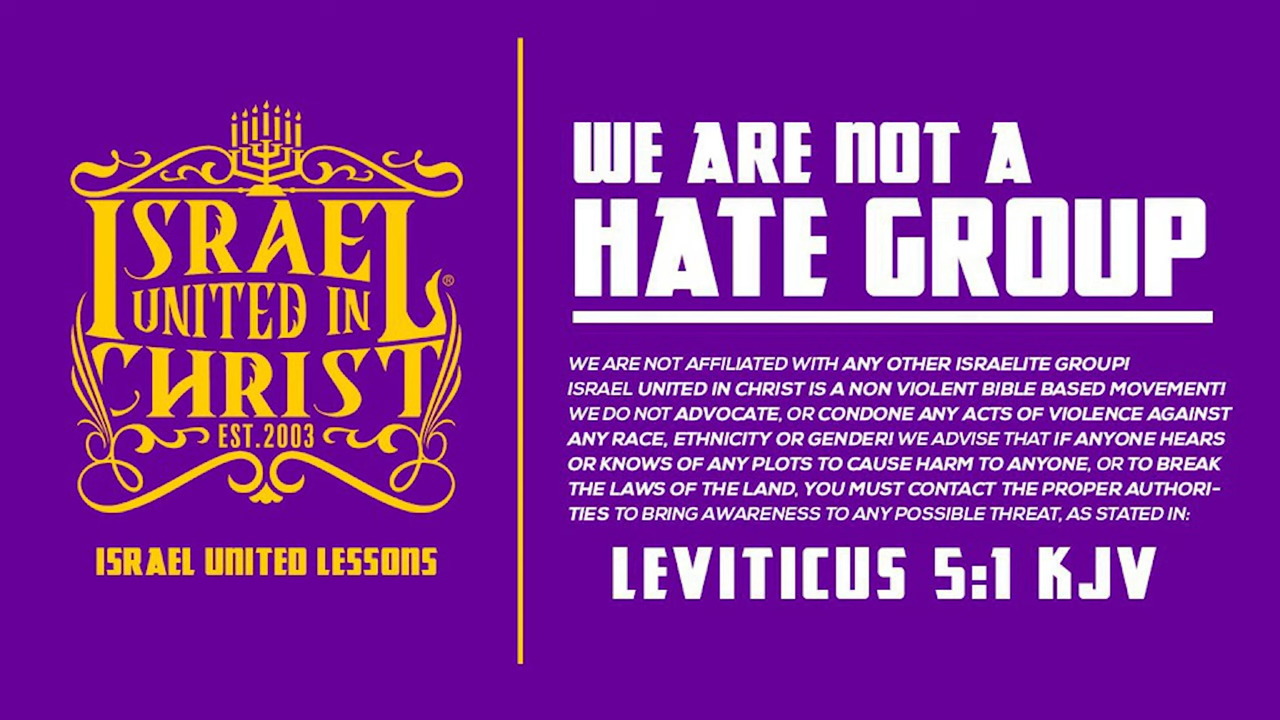 ISRAEL
UNITED IN
CHRIST
®
EST.2003
ISRAEL UNITED LESSONS
WE ARE NOT A
HATE GROUP
WE ARE NOT AFFILIATED WITH ANY OTHER ISRAELITE GROUP!
ISRAEL UNITED IN CHRIST IS A NON VIOLENT BIBLE BASED MOVEMENT!
WE DO NOT ADVOCATE, OR CONDONE ANY ACTS OF VIOLENCE AGAINST
ANY RACE, ETHNICITY OR GENDER! WE ADVISE THAT IF ANYONE HEARS
OR KNOWS OF ANY PLOTS TO CAUSE HARM TO ANYONE, OR TO BREAK
THE LAWS OF THE LAND, YOU MUST CONTACT THE PROPER AUTHORI-
TIES TO BRING AWARENESS TO ANY POSSIBLE THREAT, AS STATED IN:
LEVITICUS 5:1 KJV